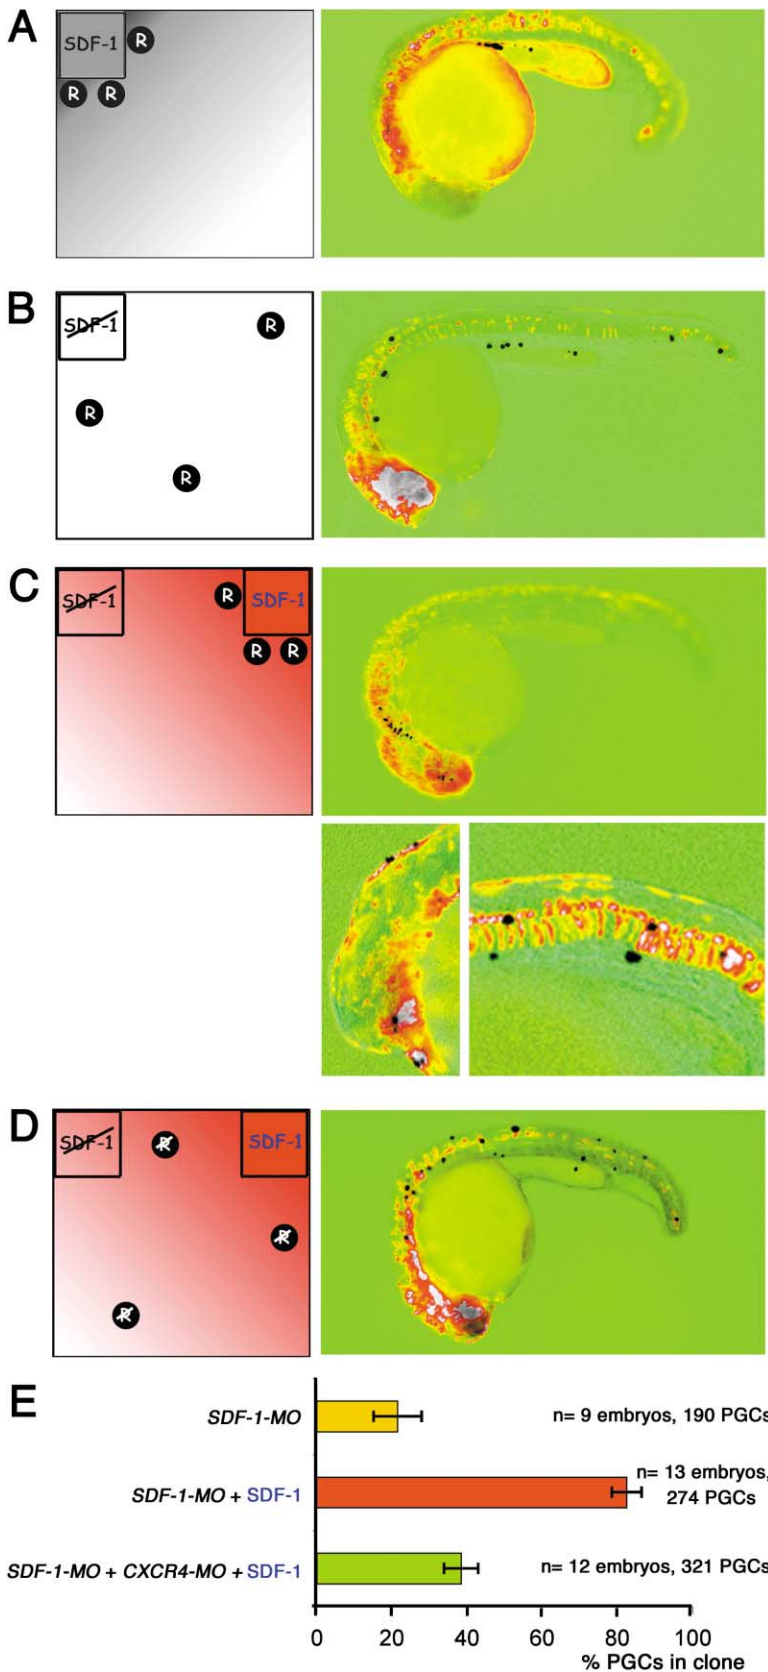 A
SDF-1
R
R R
B
SDF-1
R
R
R
C
SDF-1
R
SDF-1
R R
D
SDF-1
R
SDF-1
R
R
E
SDF-1-MO
n= 9 embryos, 190 PGCs
SDF-1-MO + SDF-1
n= 13 embryos,
274 PGCs
SDF-1-MO + CXCR4-MO + SDF-1
n= 12 embryos, 321 PGCs
0 20 40 60 80 100
% PGCs in clone